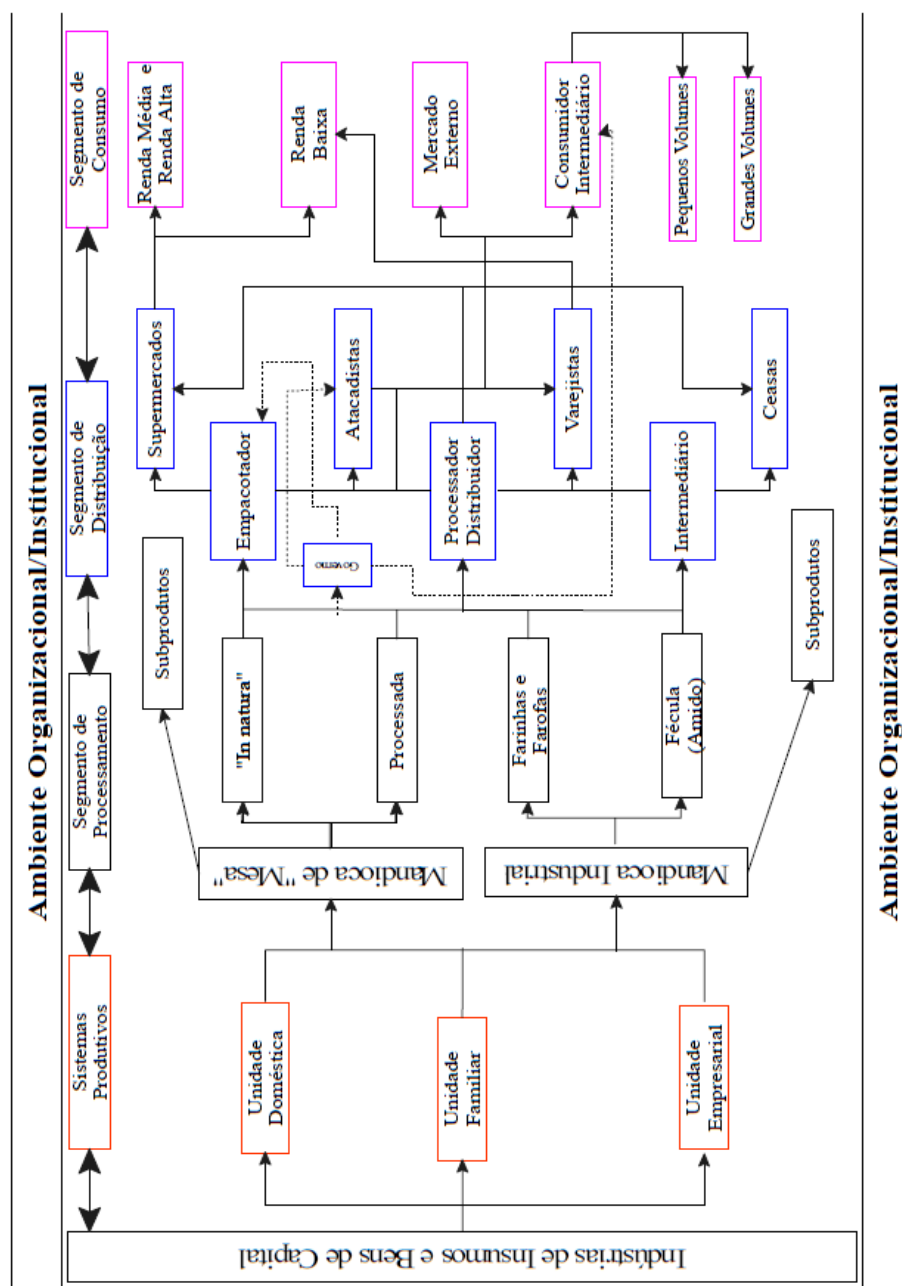 Ambiente Organizacional/Institucional
Sistemas
Produtivos
Segmento de
Processamento
Segmento de
Distribuição
Segmento de
Consumo
Indústrias de Insumos e Bens de Capital
Unidade
Doméstica
Unidade
Familiar
Unidade
Empresarial
Mandioca de "Mesa"
Mandioca Industrial
Subprodutos
"In natura"
Processada
Farinhas e
Farofas
Fécula
(Amido)
Subprodutos
Governo
Empacotador
Processador
Distribuidor
Intermediário
Supermercados
Atacadistas
Varejistas
Ceasas
Renda Média e
Renda Alta
Renda
Baixa
Mercado
Externo
Consumidor
Intermediário
Pequenos Volumes
Grandes Volumes
Ambiente Organizacional/Institucional